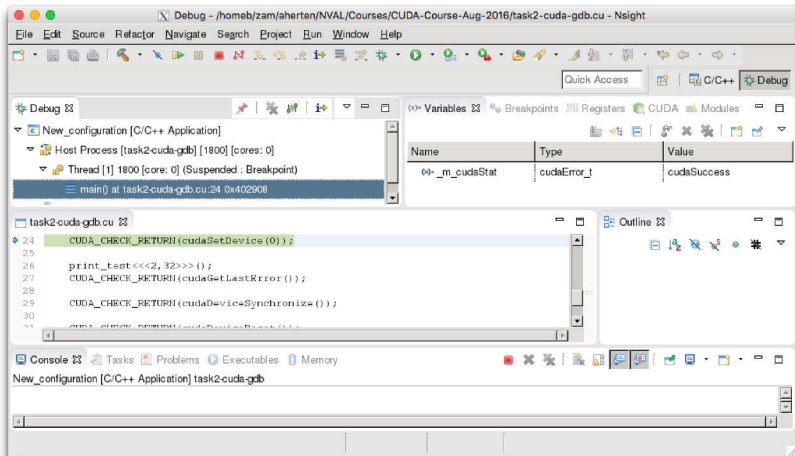 Debug - /homeb/zam/aherten/NVAL/Courses/CUDA-Course-Aug-2016/task2-cuda-gdb.cu - Nsight
File Edit Source Refactor Navigate Search Project Run Window Help
Quick Access C/C++ Debug
Debug
New_configuration [C/C++ Application]
Host Process [task2-cuda-gdb] [1800] [cores: 0]
Thread [1] 1800 [core: 0] (Suspended : Breakpoint)
main() at task2-cuda-gdb.cu:24 0x402908
(x)= Variables Breakpoints Registers CUDA Modules
Name Type Value
(x)= _m_cudaStat cudaError_t cudaSuccess
task2-cuda-gdb.cu
24 CUDA_CHECK_RETURN(cudaSetDevice(0));
25
26 print_test<<<2,32>>>();
27 CUDA_CHECK_RETURN(cudaGetLastError());
28
29 CUDA_CHECK_RETURN(cudaDeviceSynchronize());
30
31 CUDA_CHECK_RETURN(cudaDeviceReset());
Outline
Console Tasks Problems Executables Memory
New_configuration [C/C++ Application] task2-cuda-gdb